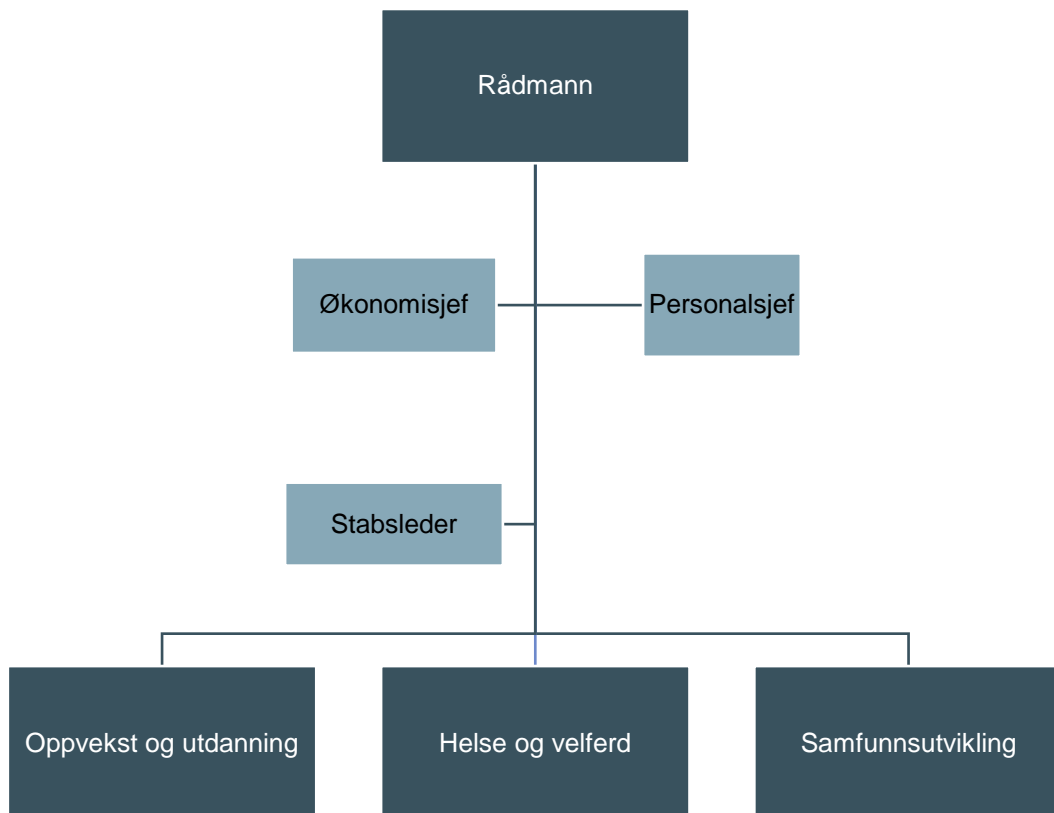 Rådmann
Økonomisjef
Personalsjef
Stabsleder
Oppvekst og utdanning
Helse og velferd
Samfunnsutvikling